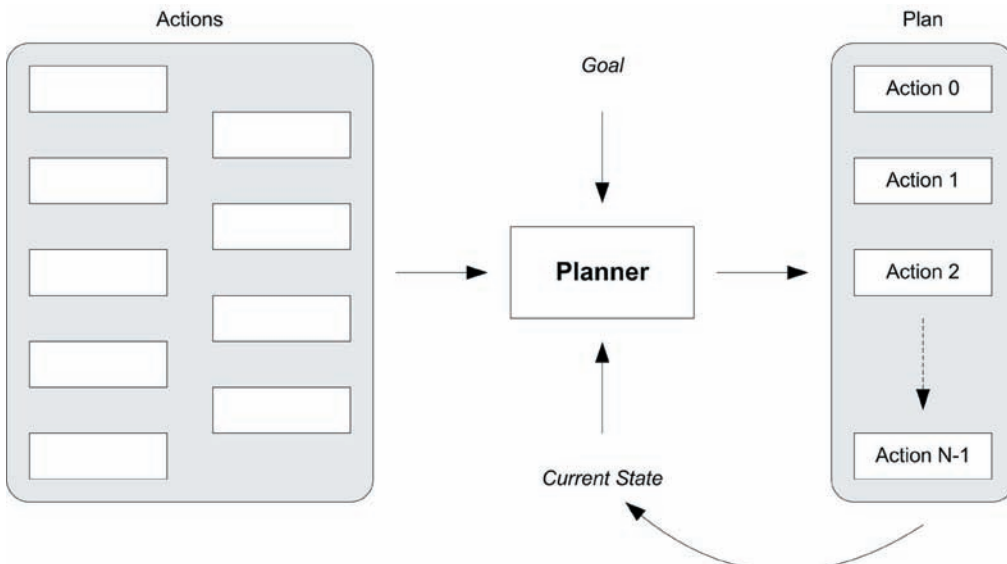 Actions
Plan
Goal
Action 0
Action 1
Planner
Action 2
Action N-1
Current State